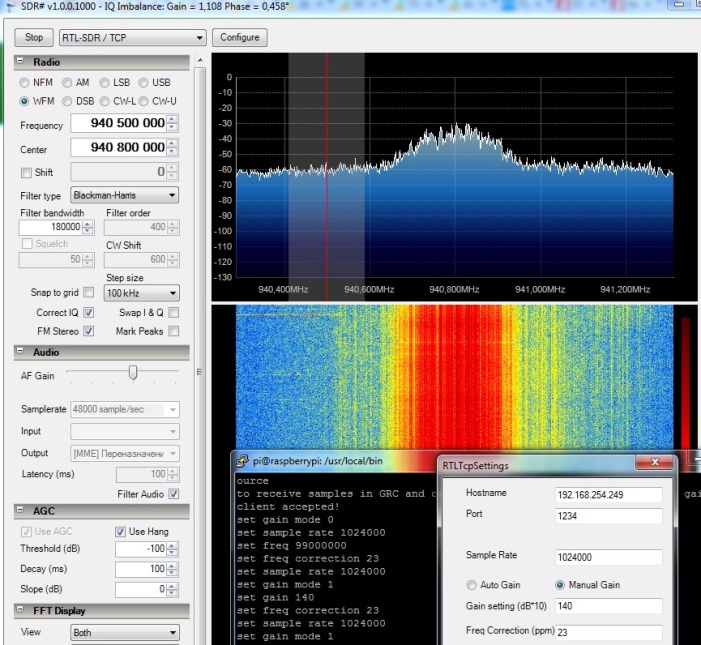 SDR# v1.0.0.1000 - IQ Imbalance: Gain = 1,108 Phase = 0,458°
Stop RTL-SDR / TCP Configure
Radio
NFM AM LSB USB
WFM DSB CW-L CW-U
Frequency 940 500 000
Center 940 800 000
Shift 0
Filter type Blackman-Harris
Filter bandwidth Filter order
180000 400
Squelch CW Shift
50 600
Step size
Snap to grid 100 kHz
Correct IQ Swap I & Q
FM Stereo Mark Peaks
Audio
AF Gain
Samplerate 48000 sample/sec
Input
Output [MME] Переназначени
Latency (ms) 100
Filter Audio
AGC
Use AGC Use Hang
Threshold (dB) -100
Decay (ms) 100
Slope (dB) 0
FFT Display
View Both
0
-10
-20
-30
-40
-50
-60
-70
-80
-90
-100
-110
-120
-130
940,400MHz 940,600MHz 940,800MHz 941,000MHz 941,200MHz
pi@raspberrypi: /usr/local/bin
ource
to receive samples in GRC and
client accepted!
set gain mode 0
set sample rate 1024000
set freq 99000000
set freq correction 23
set sample rate 1024000
set gain mode 1
set gain 140
set freq correction 23
set sample rate 1024000
set gain mode 1
RTLTcpSettings
Hostname 192.168.254.249
Port 1234
Sample Rate 1024000
Auto Gain Manual Gain
Gain setting (dB*10) 140
Freq Correction (ppm) 23